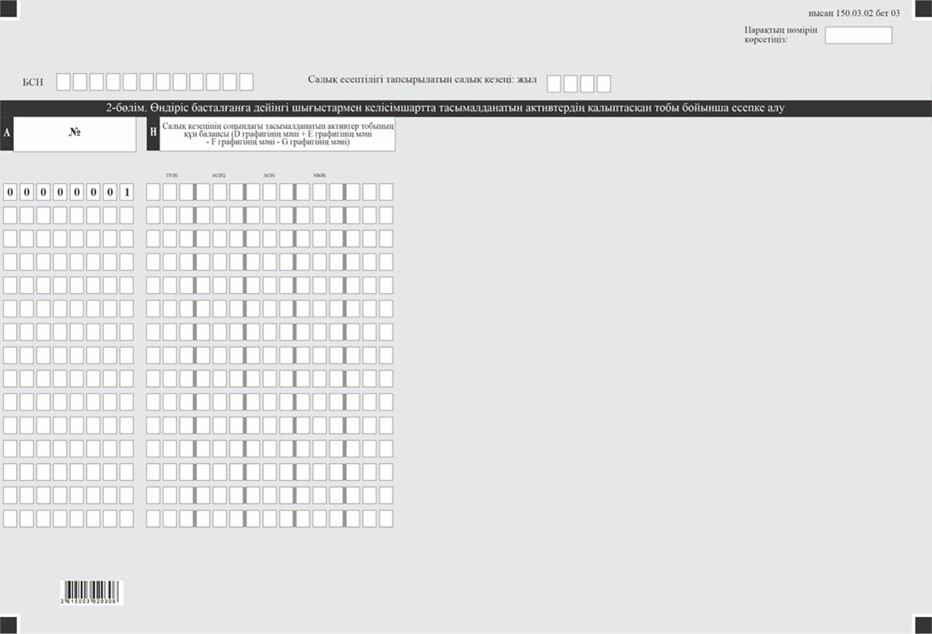 нысан 150.03.02 бет 03
Парақтың нөмірін
көрсетіңіз:
БСН
Салық есептілігі тапсырылатын салық кезеңі: жыл
2-бөлім. Өндіріс басталғанға дейінгі шығыстармен келісімшартта тасымалданатын активтердің қалыптасқан тобы бойынша есепке алу
A
№
H
Салық кезеңінің соңындағы тасымалданатын активтер тобының
құн балансы (D графигінің мәні + E графигінің мәні
- F графигінің мәні - G графигінің мәні)
трлн млрд млн мың
0 0 0 0 0 0 0 1